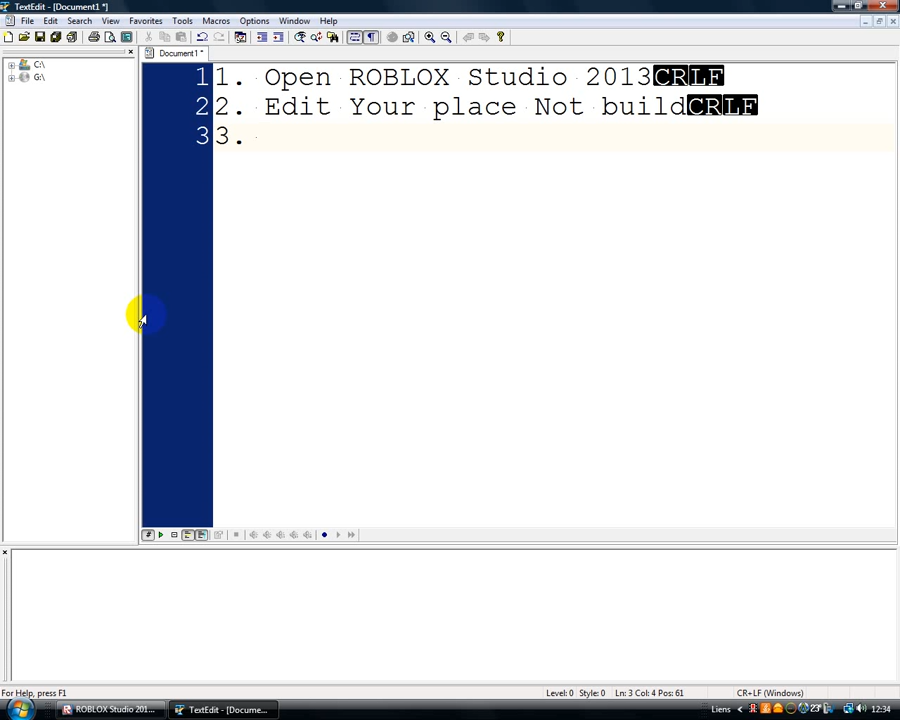 TextEdit - [Document1 *]
File Edit Search View Favorites Tools Macros Options Window Help
Document1 *
C:\
G:\
1 1. Open ROBLOX Studio 2013CRLF
2 2. Edit Your place Not buildCRLF
3 3.
For Help, press F1 Level: 0 Style: 0 Ln: 3 Col: 4 Pos: 61 CR+LF (Windows)
ROBLOX Studio 201... TextEdit - [Docume... Liens 23° 12:34